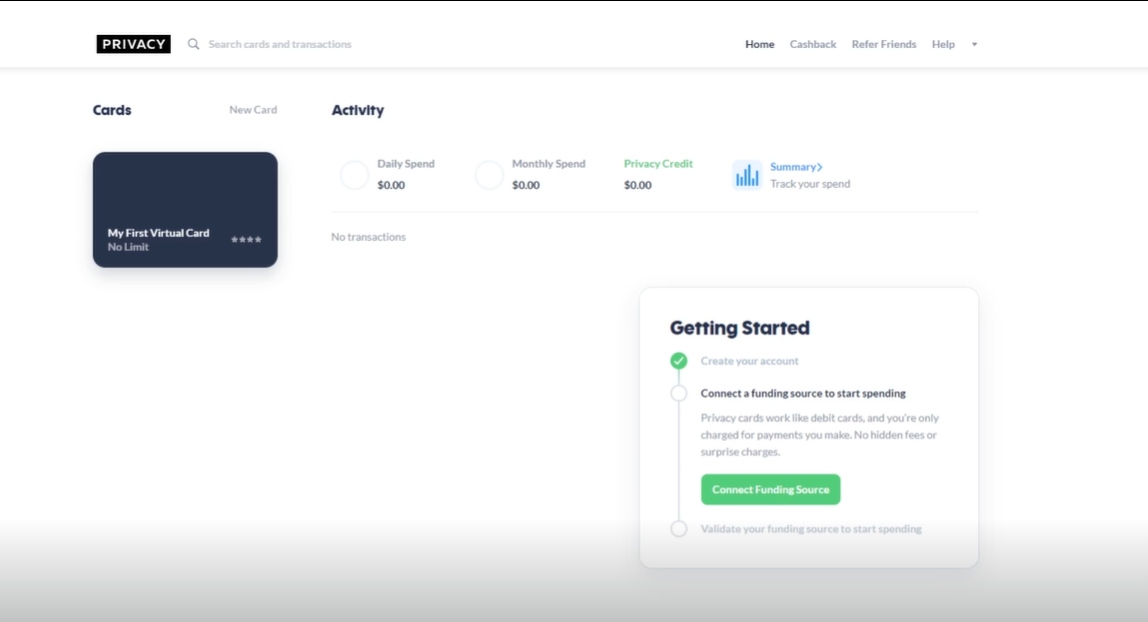 PRIVACY
Search cards and transactions
Home
Cashback
Refer Friends
Help
Cards
New Card
My First Virtual Card
No Limit
****
Activity
Daily Spend
$0.00
Monthly Spend
$0.00
Privacy Credit
$0.00
Summary>
Track your spend
No transactions
Getting Started
Create your account
Connect a funding source to start spending
Privacy cards work like debit cards, and you're only
charged for payments you make. No hidden fees or
surprise charges.
Connect Funding Source
Validate your funding source to start spending